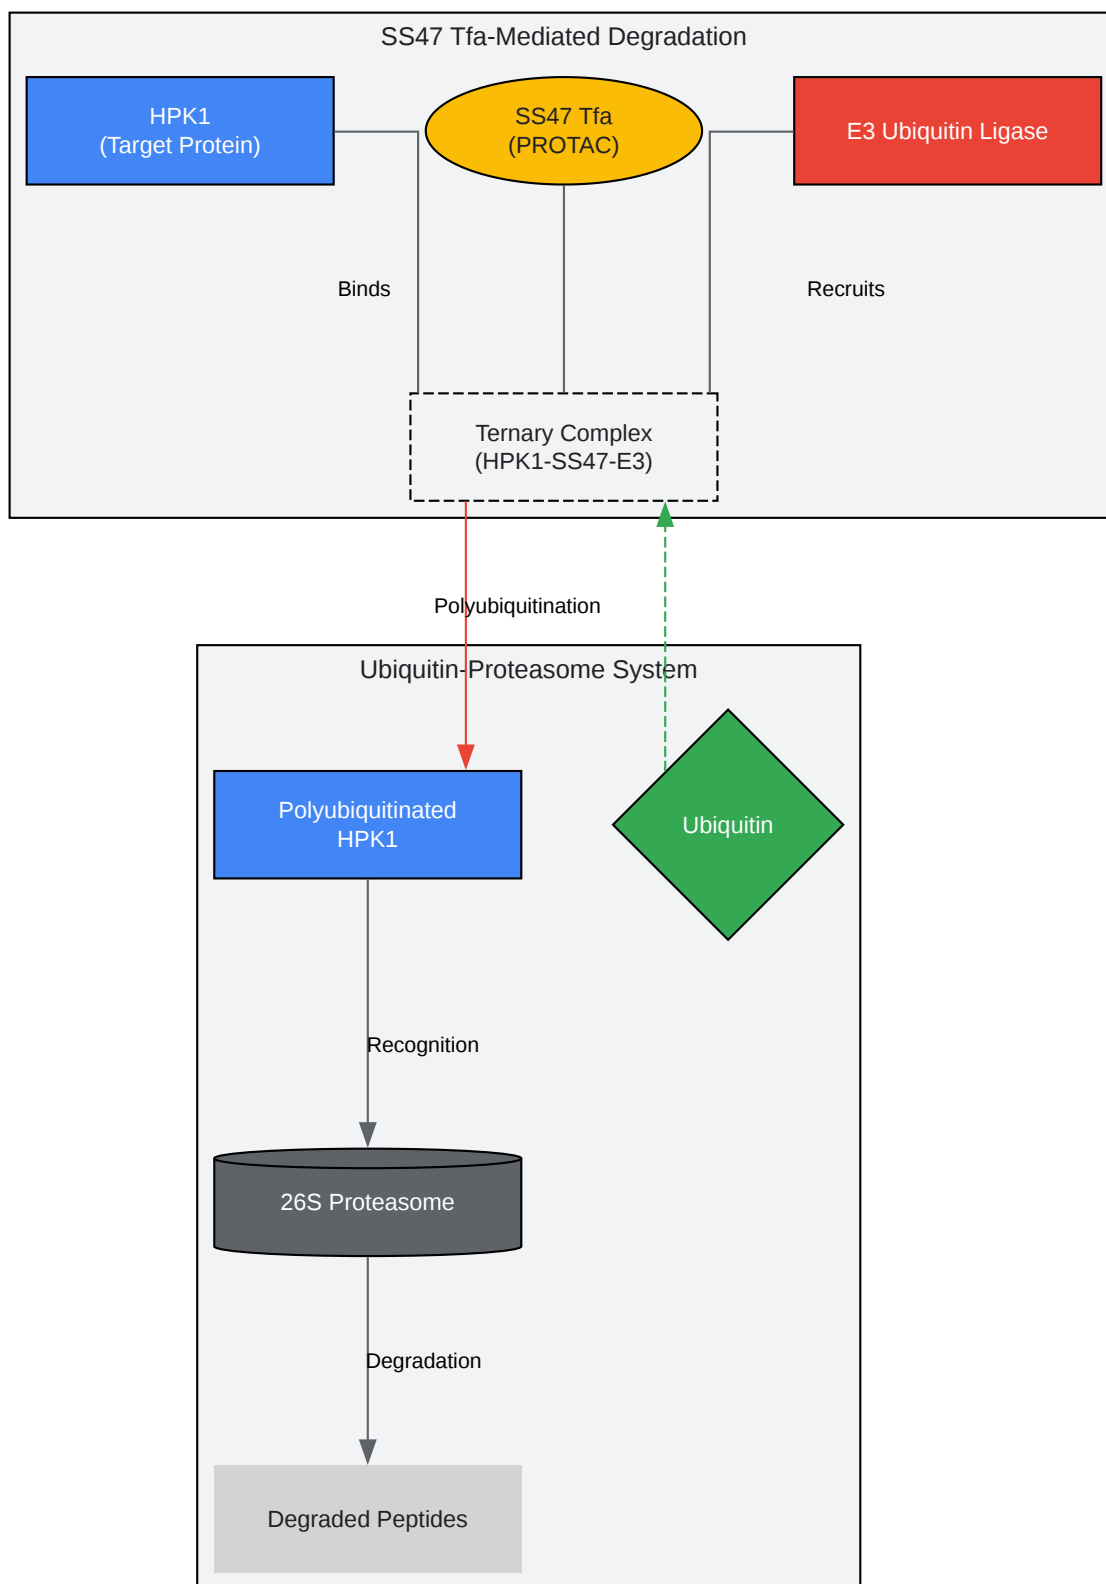 SS47 Tfa-Mediated Degradation
HPK1
(Target Protein)
SS47 Tfa
(PROTAC)
E3 Ubiquitin Ligase
Binds
Recruits
Ternary Complex
(HPK1-SS47-E3)
Polyubiquitination
Ubiquitin-Proteasome System
Polyubiquitinated
HPK1
Ubiquitin
Recognition
26S Proteasome
Degradation
Degraded Peptides